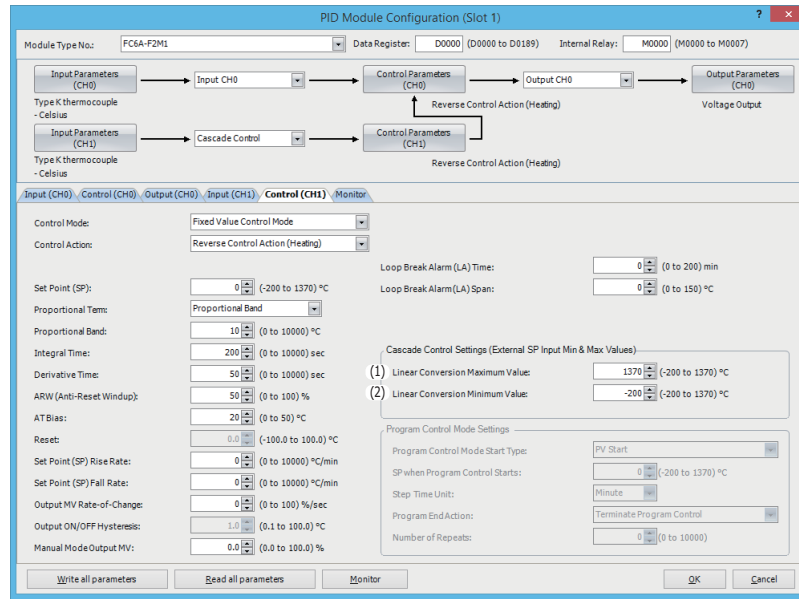 PID Module Configuration (Slot 1)
? ×
Module Type No.: FC6A-F2M1 Data Register: D0000 (D0000 to D0189) Internal Relay: M0000 (M0000 to M0007)
Input Parameters (CH0) Input CH0 Control Parameters (CH0) Output CH0 Output Parameters (CH0)
Type K thermocouple
- Celsius
Reverse Control Action (Heating)
Voltage Output
Input Parameters (CH1) Cascade Control Control Parameters (CH1)
Type K thermocouple
- Celsius
Reverse Control Action (Heating)
Input (CH0) Control (CH0) Output (CH0) Input (CH1) Control (CH1) Monitor
Control Mode: Fixed Value Control Mode
Control Action: Reverse Control Action (Heating)
Set Point (SP): 0 (-200 to 1370) °C
Proportional Term: Proportional Band
Proportional Band: 10 (0 to 10000) °C
Integral Time: 200 (0 to 10000) sec
Derivative Time: 50 (0 to 10000) sec
ARW (Anti-Reset Windup): 50 (0 to 100) %
AT Bias: 20 (0 to 50) °C
Reset: 0.0 (-100.0 to 100.0) °C
Set Point (SP) Rise Rate: 0 (0 to 10000) °C/min
Set Point (SP) Fall Rate: 0 (0 to 10000) °C/min
Output MV Rate-of-Change: 0 (0 to 100) %/sec
Output ON/OFF Hysteresis: 1.0 (0.1 to 100.0) °C
Manual Mode Output MV: 0.0 (0.0 to 100.0) %
Loop Break Alarm (LA) Time: 0 (0 to 200) min
Loop Break Alarm (LA) Span: 0 (0 to 150) °C
Cascade Control Settings (External SP Input Min & Max Values)
(1) Linear Conversion Maximum Value: 1370 (-200 to 1370) °C
(2) Linear Conversion Minimum Value: -200 (-200 to 1370) °C
Program Control Mode Settings
Program Control Mode Start Type: PV Start
SP when Program Control Starts: 0 (-200 to 1370) °C
Step Time Unit: Minute
Program End Action: Terminate Program Control
Number of Repeats: 0 (0 to 10000)
Write all parameters Read all parameters Monitor OK Cancel